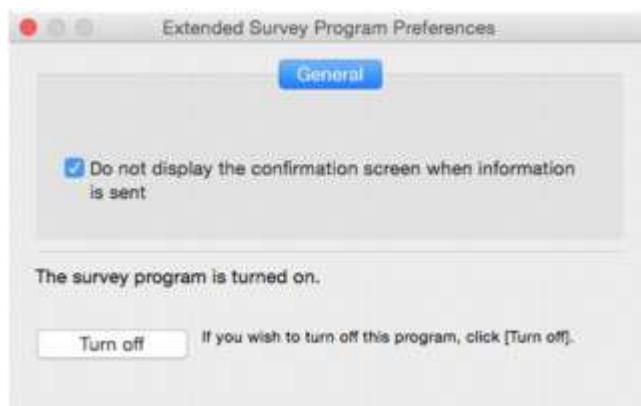 Extended Survey Program Preferences
General
Do not display the confirmation screen when information
is sent
The survey program is turned on.
Turn off
If you wish to turn off this program, click [Turn off].